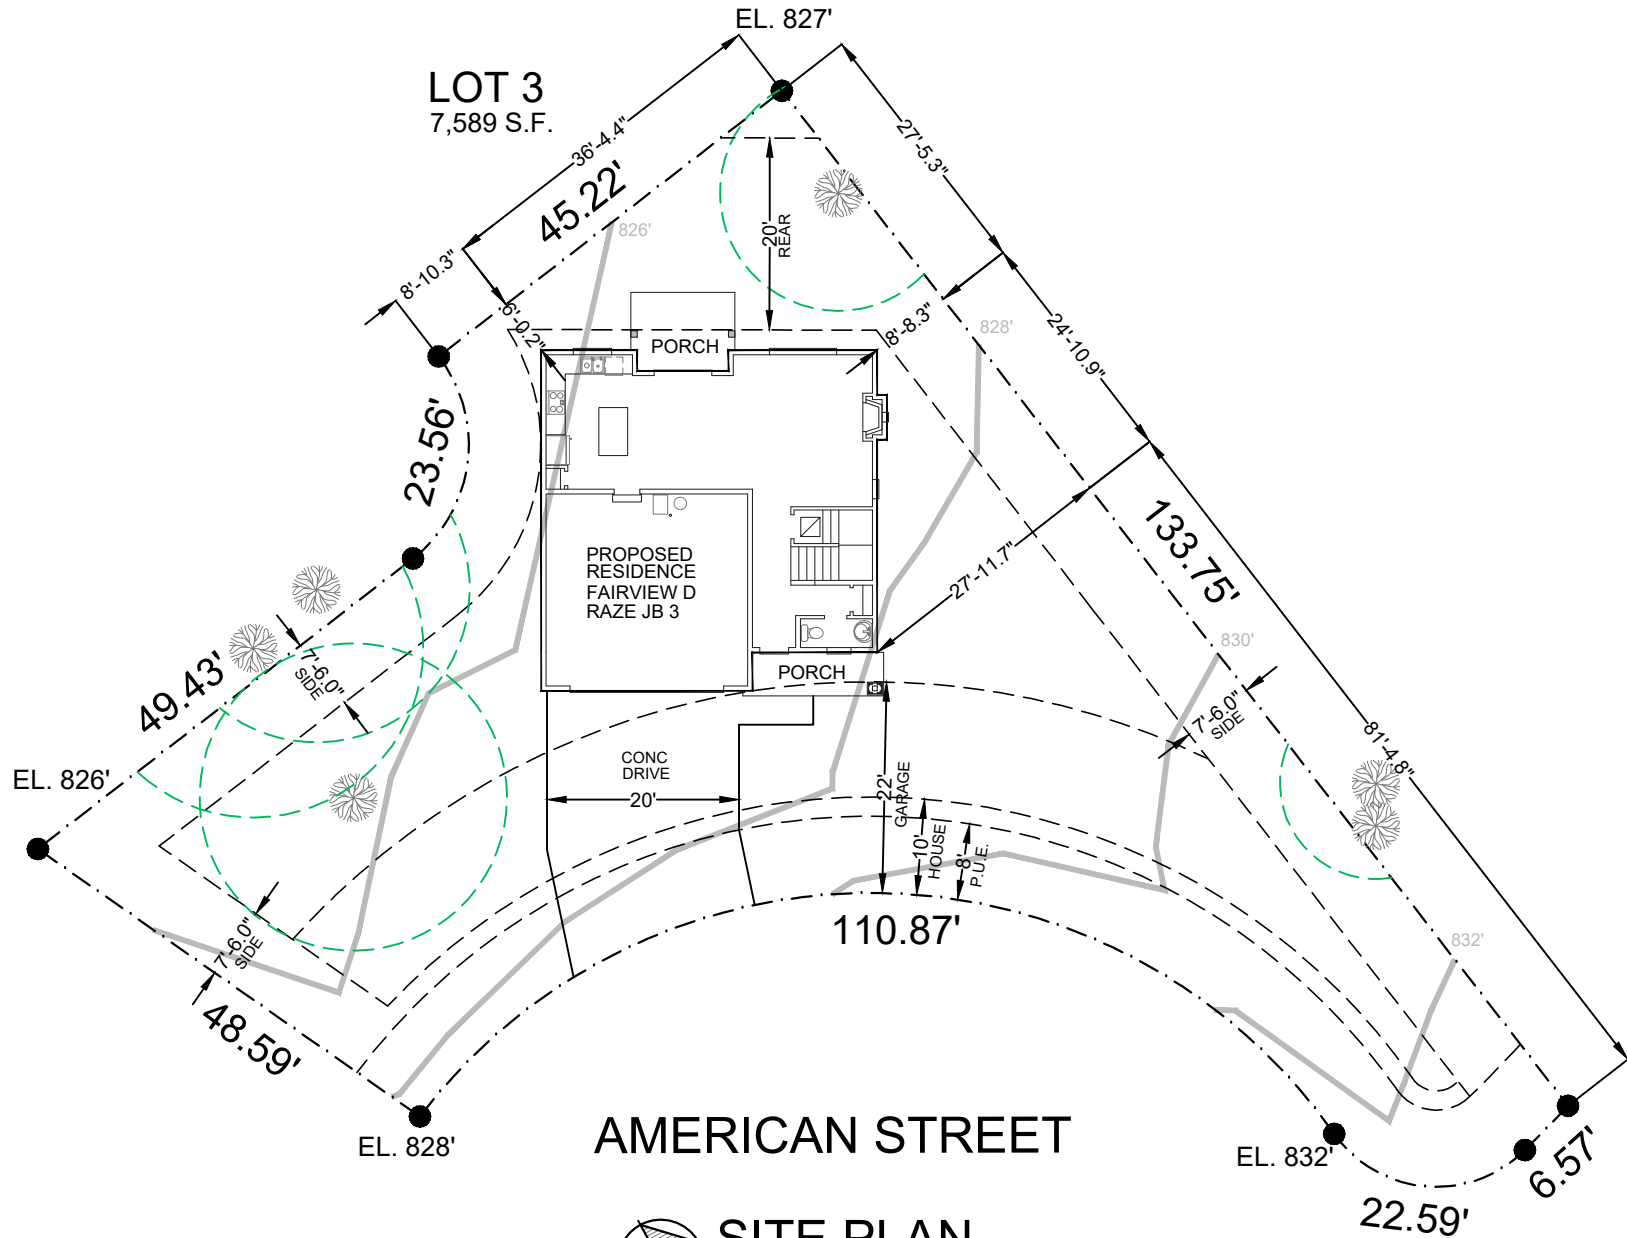 EL. 827'
LOT 3
7,589 S.F.
36'-4.4"
27'-5.3"
45.22'
826'
20'
REAR
8'-10.3"
6'-0.2"
8'-8.3"
828'
24'-10.9"
PORCH
23.56'
133.75'
PROPOSED
RESIDENCE
FAIRVIEW D
RAZE JB 3
27'-11.7"
830'
7'-6.0"
SIDE
49.43'
PORCH
7'-6.0"
SIDE
81'-4.8"
EL. 826'
CONC
DRIVE
20'
22'
GARAGE
10'
HOUSE
8'
P.U.E.
110.87'
832'
7'-6.0"
SIDE
48.59'
EL. 828'
AMERICAN STREET
EL. 832'
6.57'
22.59'
SITE PLAN